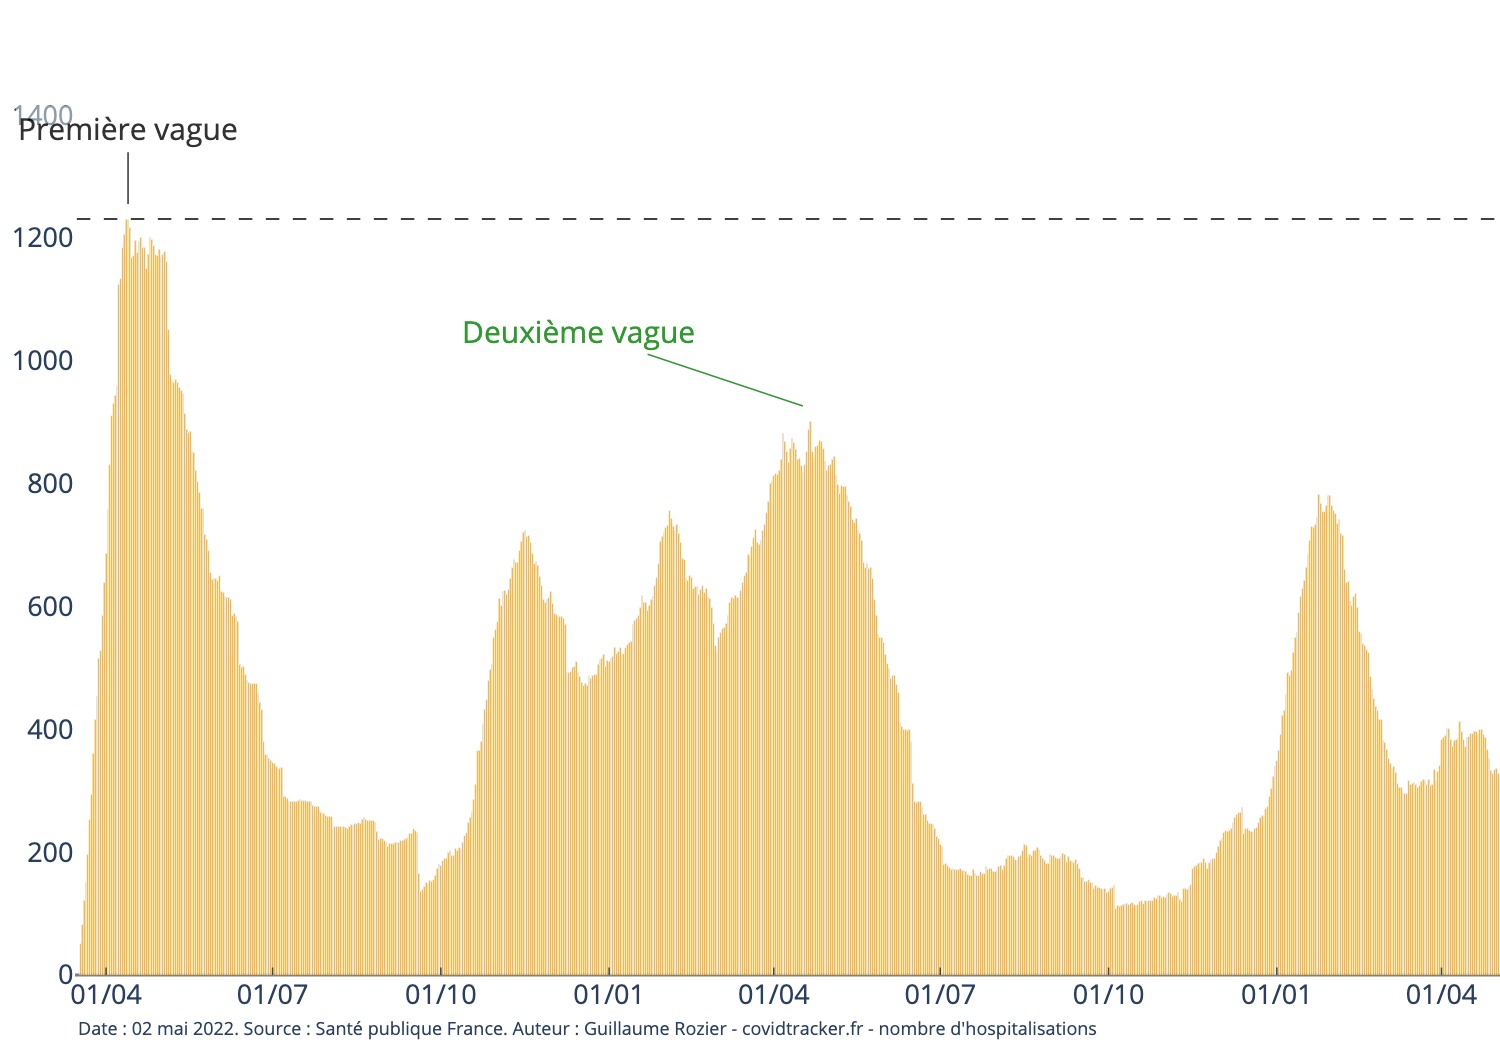 1400
Première vague
1200
Deuxième vague
1000
800
600
400
200
0
01/04 01/07 01/10 01/01 01/04 01/07 01/10 01/01 01/04
Date : 02 mai 2022. Source : Santé publique France. Auteur : Guillaume Rozier - covidtracker.fr - nombre d'hospitalisations